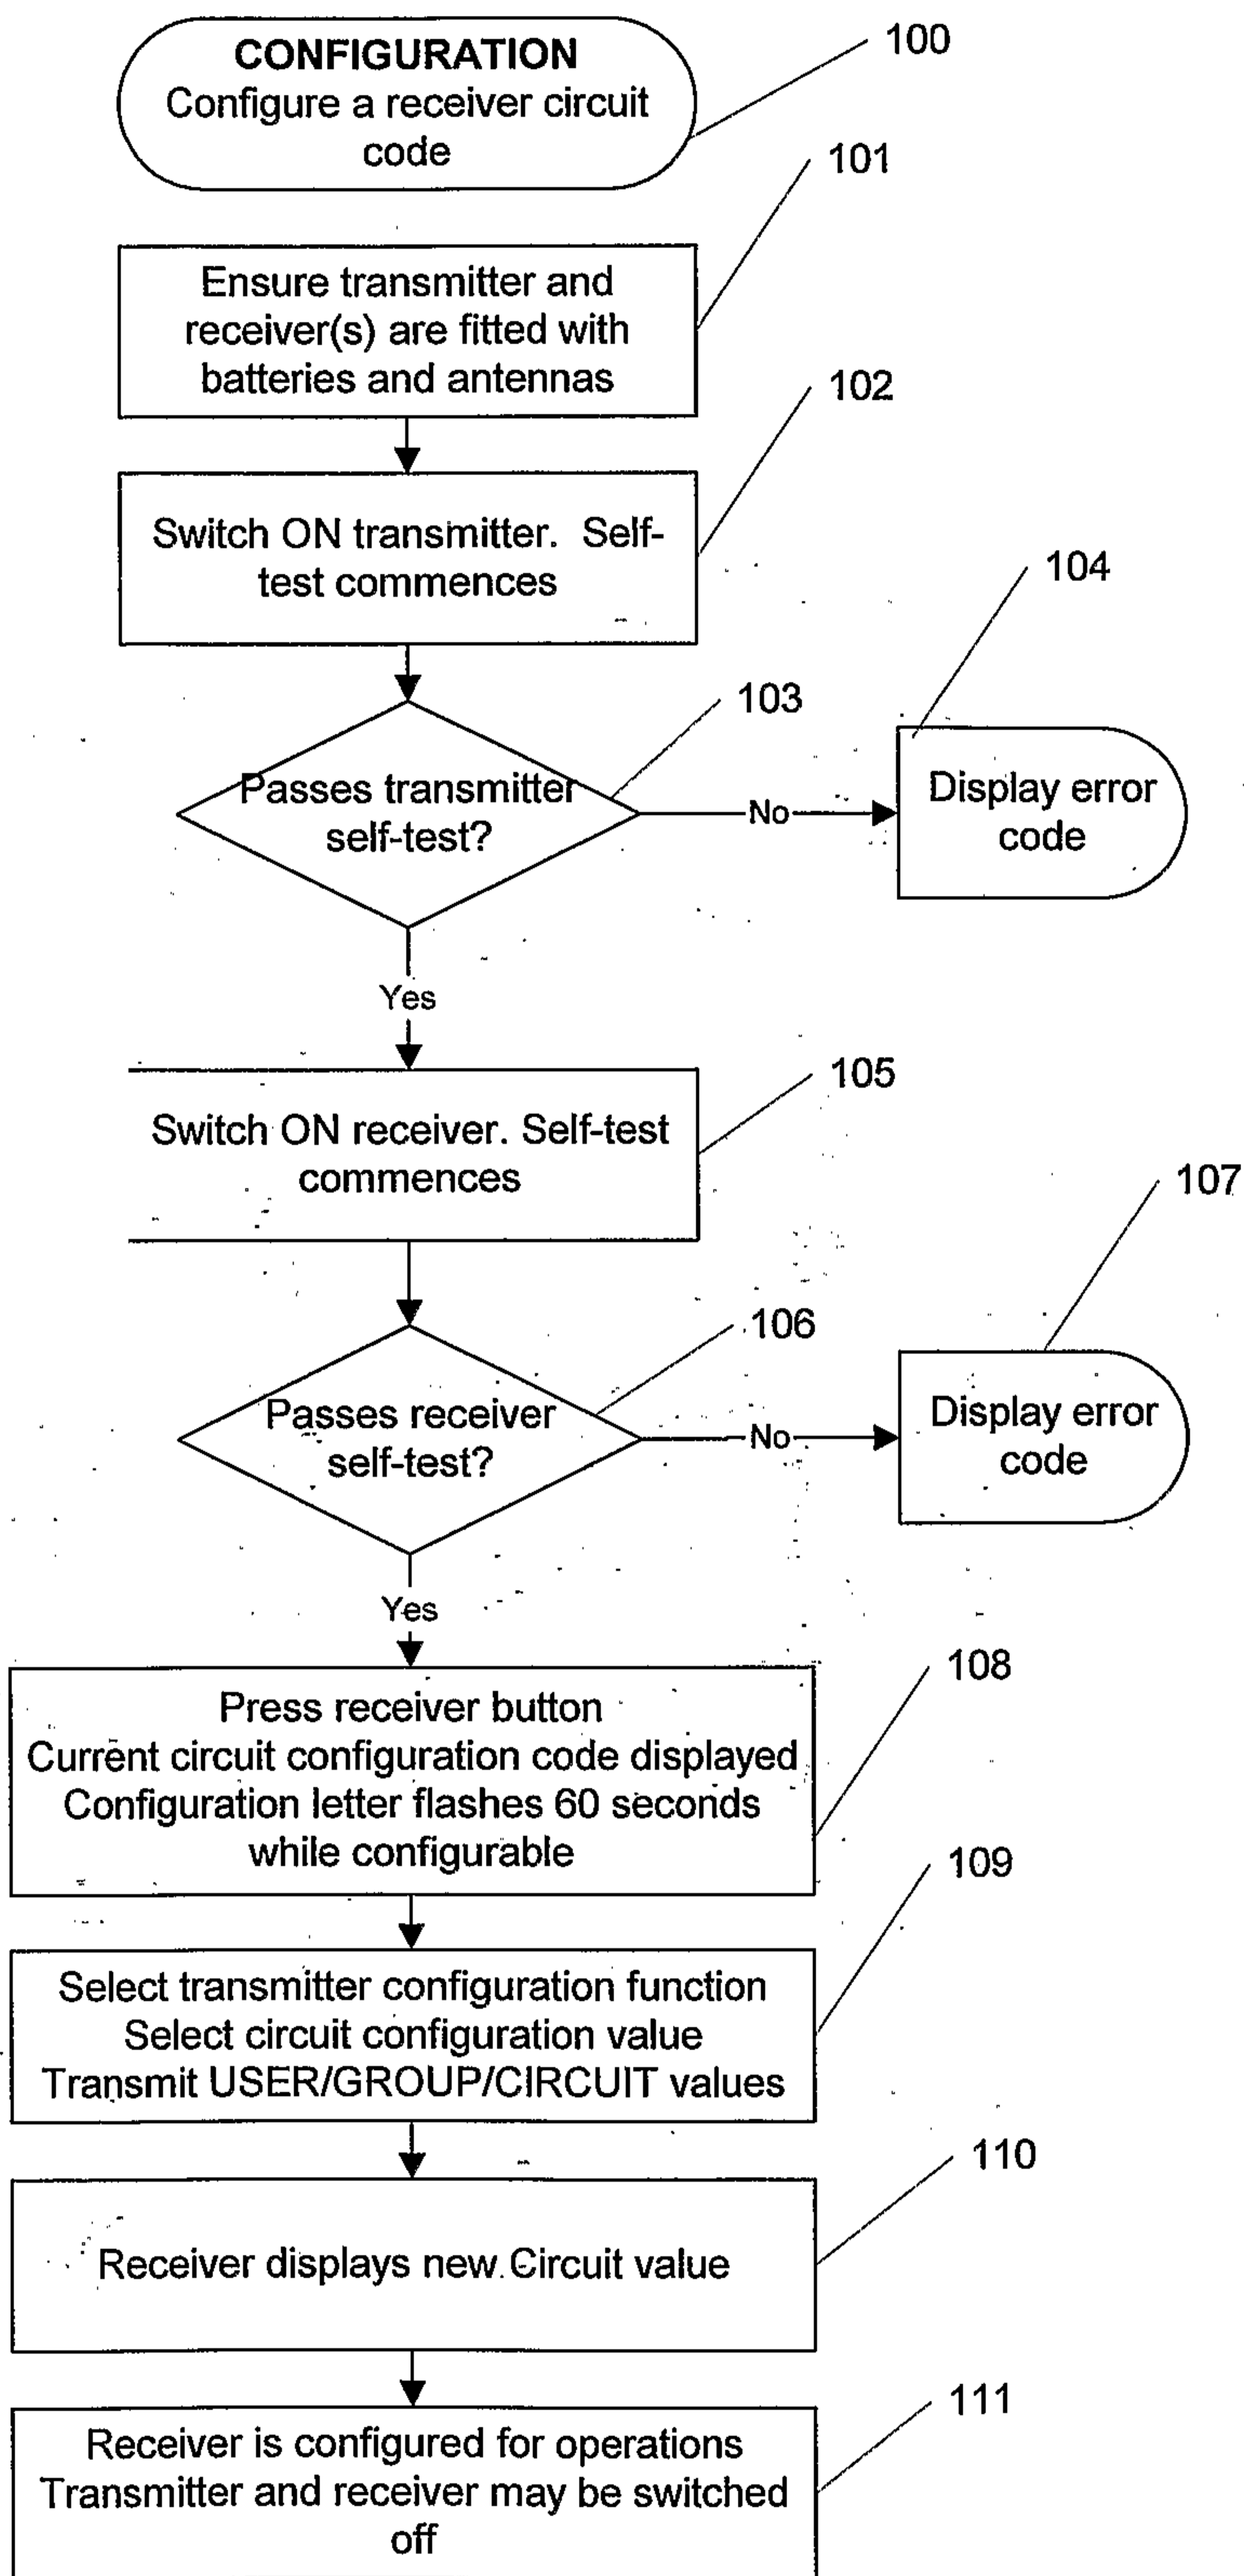 CONFIGURATION
Configure a receiver circuit
code
100
101
Ensure transmitter and
receiver(s) are fitted with
batteries and antennas
102
Switch ON transmitter. Self-
test commences
104
103
Passes transmitter
self-test?
No
Display error
code
Yes
105
Switch ON receiver. Self-test
commences
107
106
Passes receiver
self-test?
No
Display error
code
Yes
108
Press receiver button
Current circuit configuration code displayed
Configuration letter flashes 60 seconds
while configurable
109
Select transmitter configuration function
Select circuit configuration value
Transmit USER/GROUP/CIRCUIT values
110
Receiver displays new Circuit value
111
Receiver is configured for operations
Transmitter and receiver may be switched
off